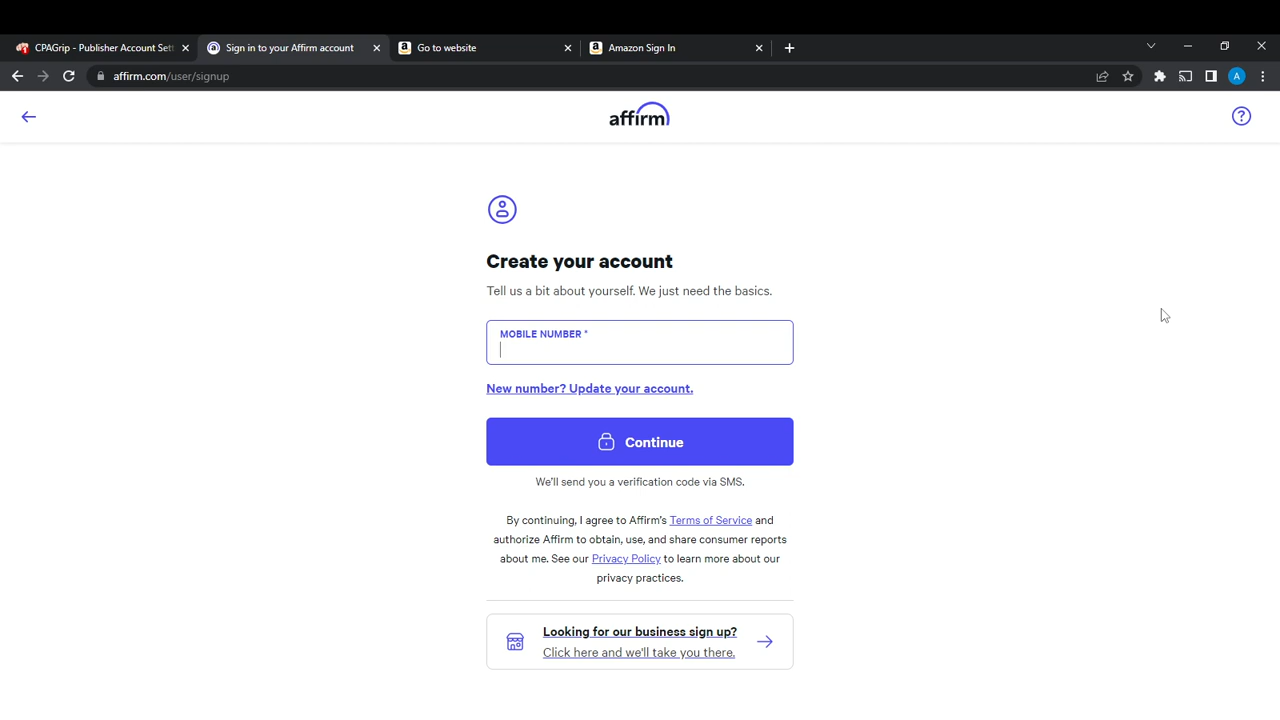 CPAGrip - Publisher Account Sett
Sign in to your Affirm account
Go to website
Amazon Sign In
affirm.com/user/signup
A
affirm
?
Create your account
Tell us a bit about yourself. We just need the basics.
MOBILE NUMBER *
New number? Update your account.
Continue
We'll send you a verification code via SMS.
By continuing, I agree to Affirm's Terms of Service and
authorize Affirm to obtain, use, and share consumer reports
about me. See our Privacy Policy to learn more about our
privacy practices.
Looking for our business sign up?
Click here and we'll take you there.